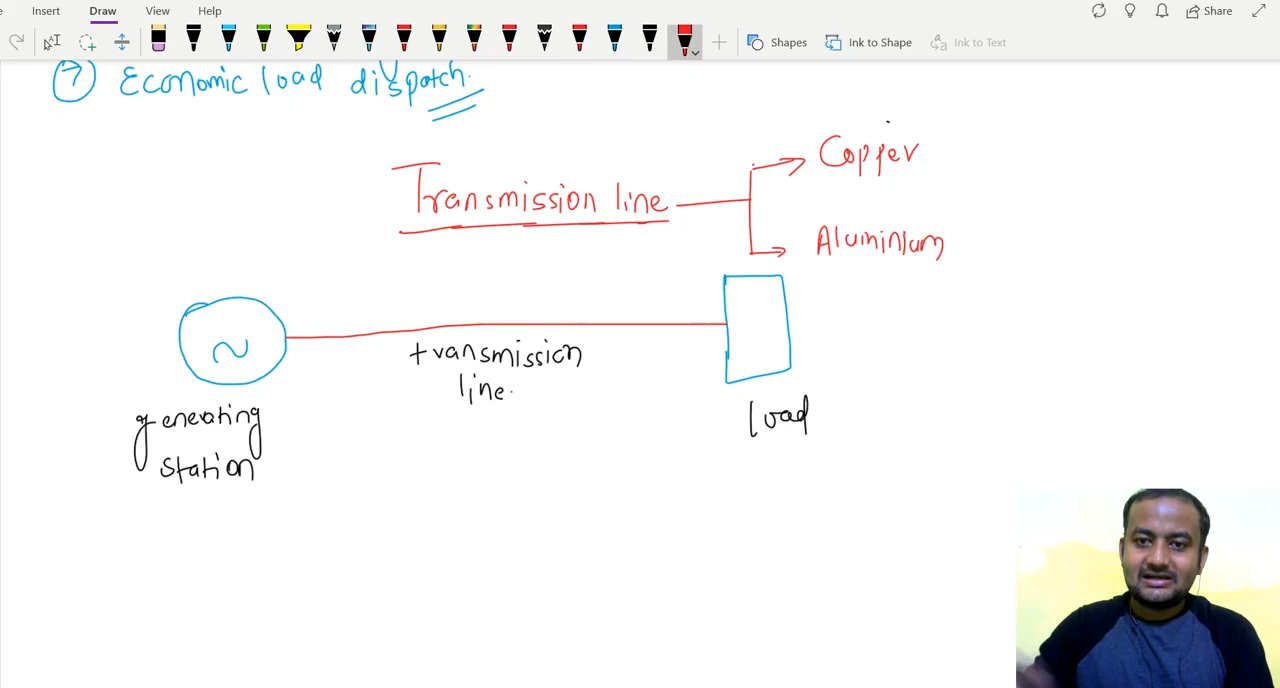 Insert Draw View Help
Share
Shapes Ink to Shape Ink to Text
7 Economic load dispatch.
Copper
Transmission line
Aluminium
transmission
line.
generating
station
load